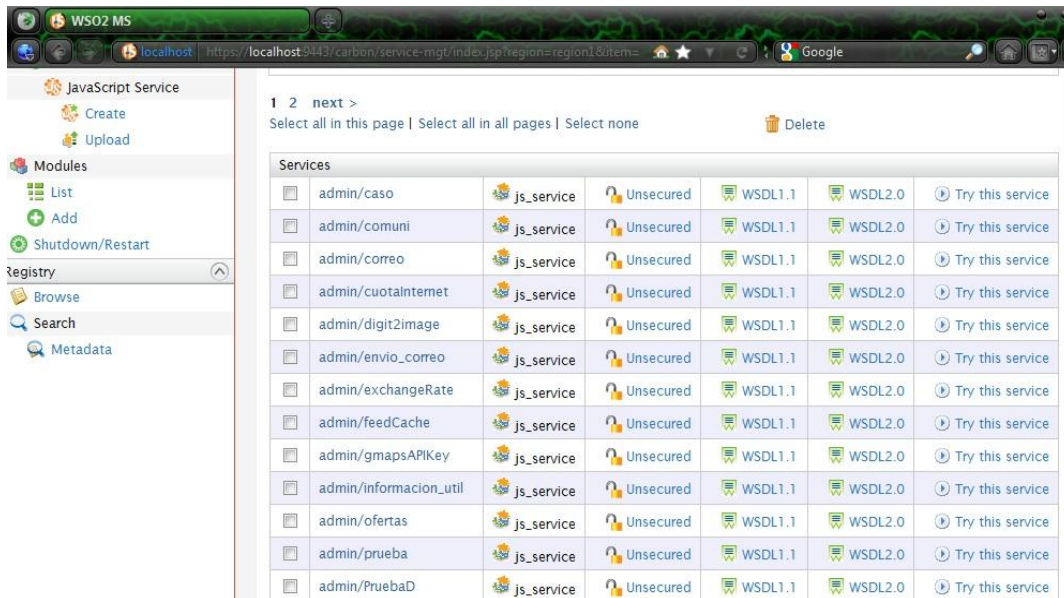 WSO2 MS
localhost https://localhost:9443/carbon/service-mgt/index.jsp?region=region1&item= Google
JavaScript Service
Create
Upload
Modules
List
Add
Shutdown/Restart
Registry
Browse
Search
Metadata
1 2 next >
Select all in this page | Select all in all pages | Select none Delete
Services
admin/caso js_service Unsecured WSDL1.1 WSDL2.0 Try this service
admin/comuni js_service Unsecured WSDL1.1 WSDL2.0 Try this service
admin/correo js_service Unsecured WSDL1.1 WSDL2.0 Try this service
admin/cuotaInternet js_service Unsecured WSDL1.1 WSDL2.0 Try this service
admin/digit2image js_service Unsecured WSDL1.1 WSDL2.0 Try this service
admin/envio_correo js_service Unsecured WSDL1.1 WSDL2.0 Try this service
admin/exchangeRate js_service Unsecured WSDL1.1 WSDL2.0 Try this service
admin/feedCache js_service Unsecured WSDL1.1 WSDL2.0 Try this service
admin/gmapsAPIKey js_service Unsecured WSDL1.1 WSDL2.0 Try this service
admin/informacion_util js_service Unsecured WSDL1.1 WSDL2.0 Try this service
admin/ofertas js_service Unsecured WSDL1.1 WSDL2.0 Try this service
admin/prueba js_service Unsecured WSDL1.1 WSDL2.0 Try this service
admin/PruebaD js_service Unsecured WSDL1.1 WSDL2.0 Try this service